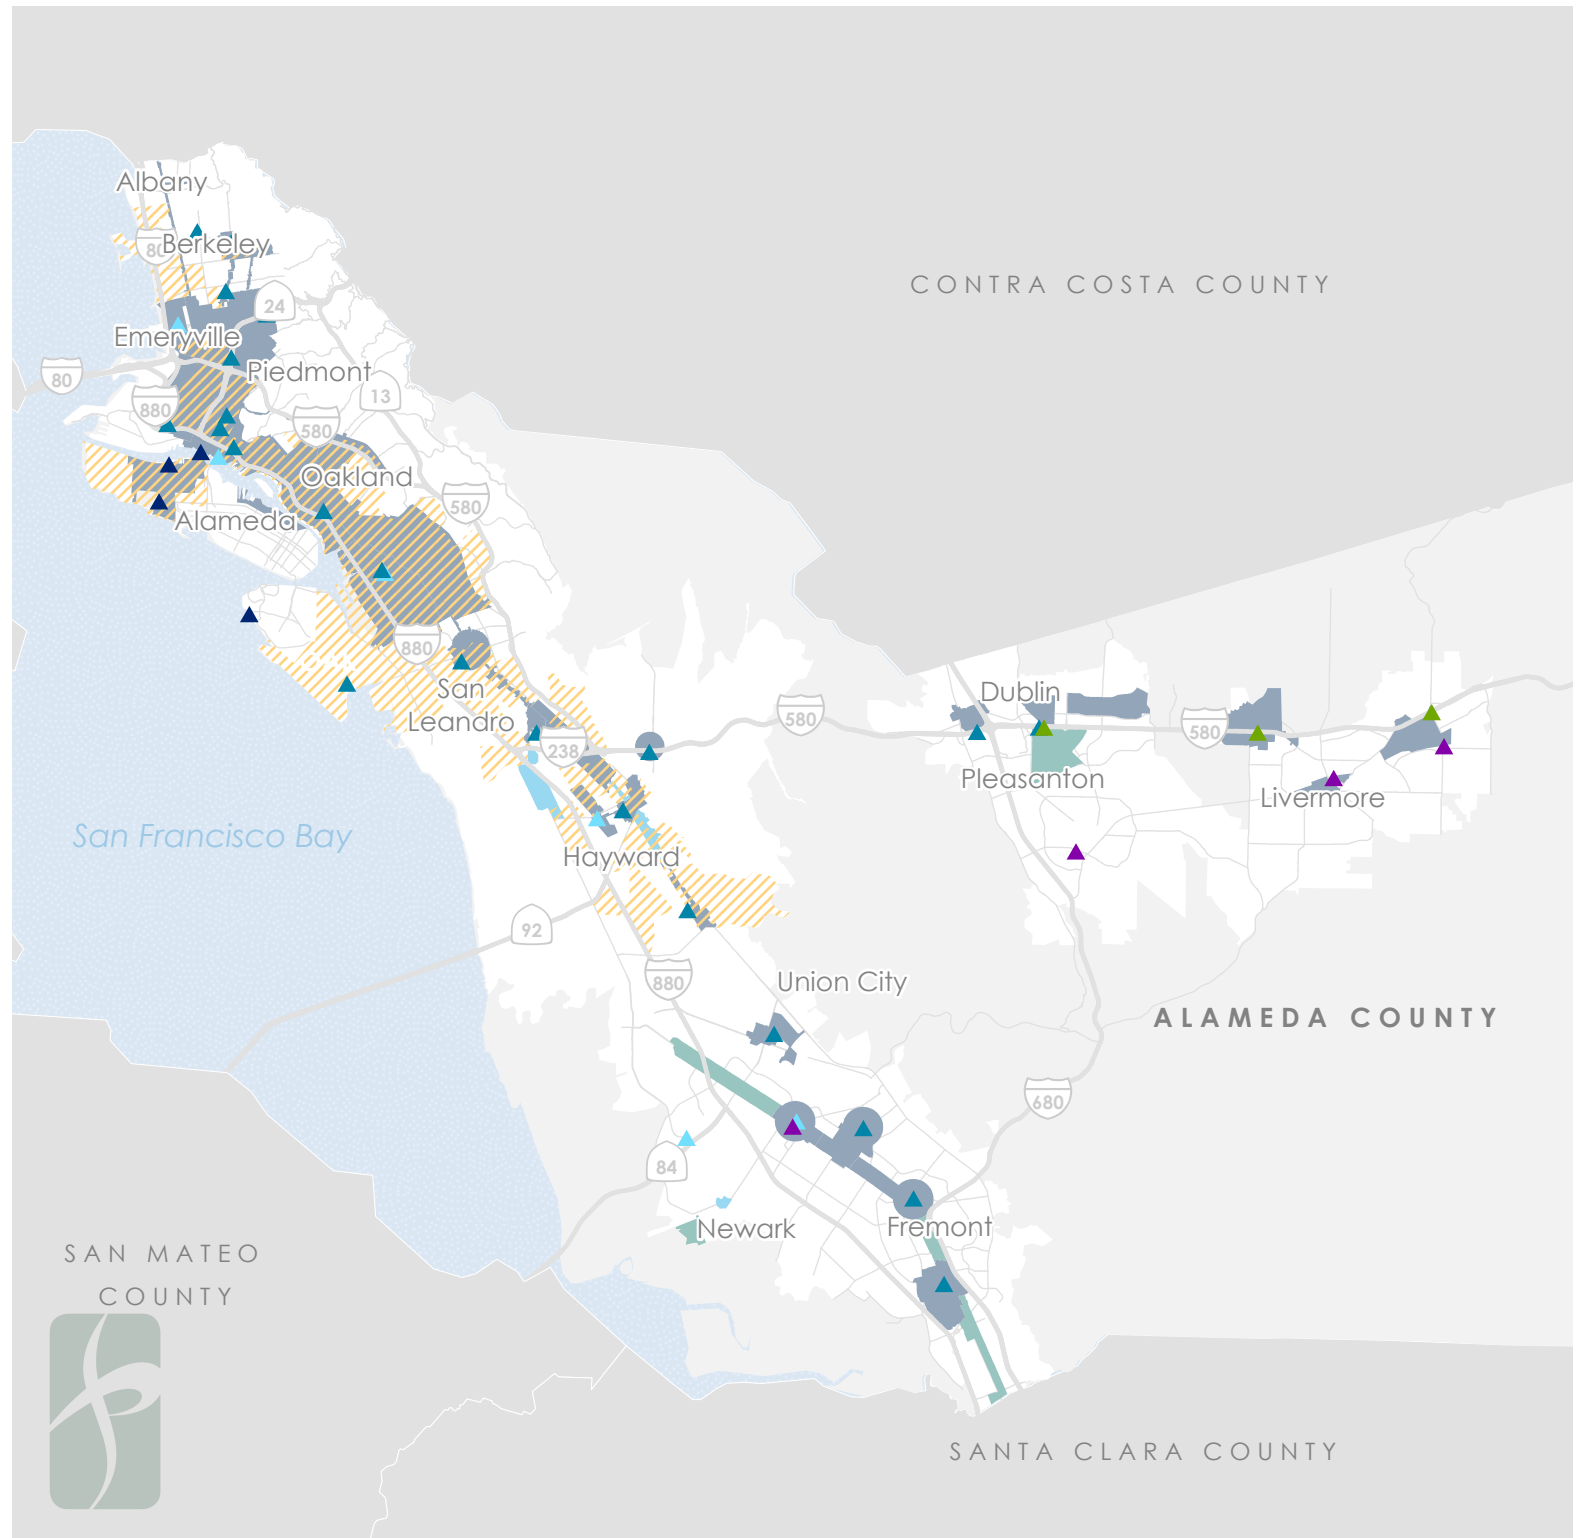 Albany
80
Berkeley
CONTRA COSTA COUNTY
24
Emeryville
Piedmont
80
13
880
580
Oakland
580
Alameda
880
San
Leandro
Dublin
580
580
238
Pleasanton
Livermore
San Francisco Bay
Hayward
92
880
Union City
ALAMEDA COUNTY
680
84
Newark
Fremont
SAN MATEO
COUNTY
SANTA CLARA COUNTY